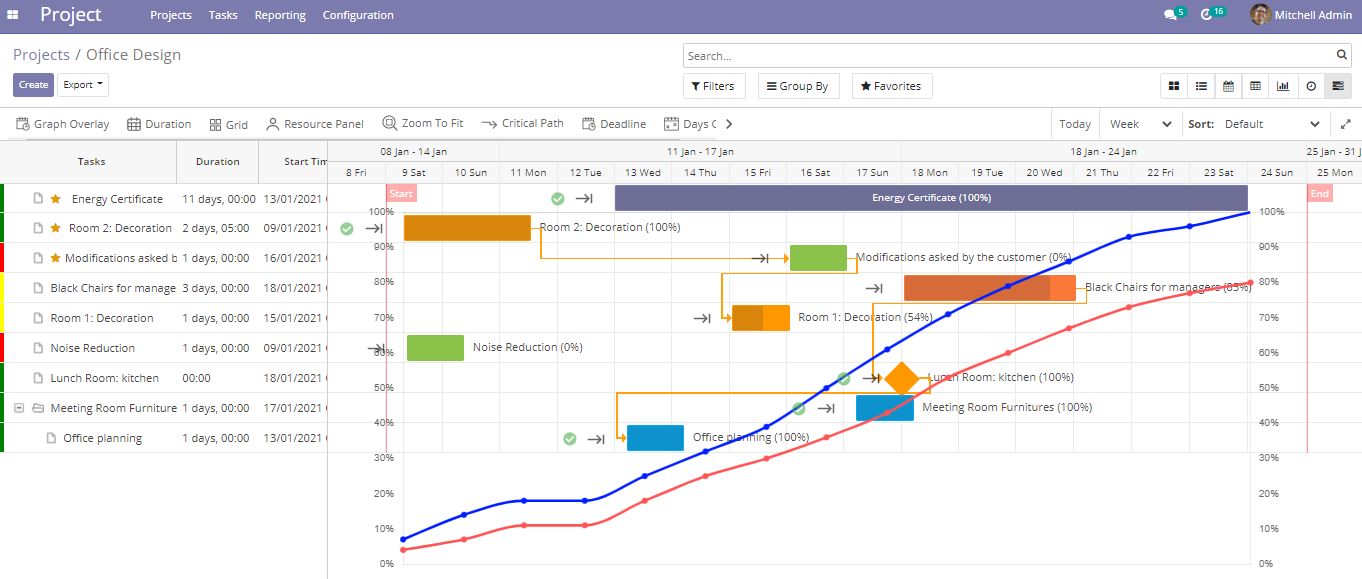 Project Projects Tasks Reporting Configuration 5 16 Mitchell Admin
Projects / Office Design Search...
Create Export Filters Group By Favorites
Graph Overlay Duration Grid Resource Panel Zoom To Fit Critical Path Deadline Days C Today Week Sort: Default
Tasks Duration Start Tim
08 Jan - 14 Jan 11 Jan - 17 Jan 18 Jan - 24 Jan 25 Jan - 31 J
8 Fri 9 Sat 10 Sun 11 Mon 12 Tue 13 Wed 14 Thu 15 Fri 16 Sat 17 Sun 18 Mon 19 Tue 20 Wed 21 Thu 22 Fri 23 Sat 24 Sun 25 Mon
Energy Certificate 11 days, 00:00 13/01/2021 Start Energy Certificate (100%) End
100% 100%
Room 2: Decoration 2 days, 05:00 09/01/2021 Room 2: Decoration (100%)
90% 90%
Modifications asked b 1 days, 00:00 16/01/2021 Modifications asked by the customer (0%)
80% 80%
Black Chairs for manage 3 days, 00:00 18/01/2021 Black Chairs for managers (85%)
70% 70%
Room 1: Decoration 1 days, 00:00 15/01/2021 Room 1: Decoration (54%)
60% 60%
Noise Reduction 1 days, 00:00 09/01/2021 Noise Reduction (0%)
Lunch Room: kitchen 00:00 18/01/2021 Lunch Room: kitchen (100%)
50% 50%
Meeting Room Furniture 1 days, 00:00 17/01/2021 Meeting Room Furnitures (100%)
40% 40%
Office planning 1 days, 00:00 13/01/2021 Office planning (100%)
30% 30%
20% 20%
10% 10%
0% 0%